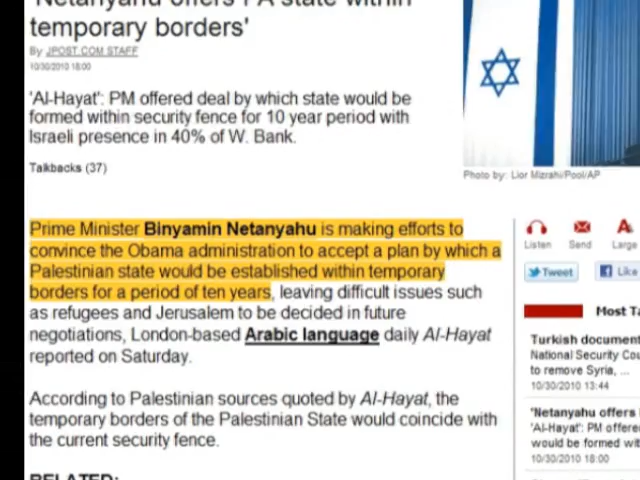 'Netanyahu offers PA state within
temporary borders'
By JPOST.COM STAFF
10/30/2010 18:00
'Al-Hayat': PM offered deal by which state would be
formed within security fence for 10 year period with
Israeli presence in 40% of W. Bank.
Talkbacks (37)
Photo by: Lior Mizrahi/Pool/AP
Prime Minister Binyamin Netanyahu is making efforts to
convince the Obama administration to accept a plan by which a
Palestinian state would be established within temporary
borders for a period of ten years, leaving difficult issues such
as refugees and Jerusalem to be decided in future
negotiations, London-based Arabic language daily Al-Hayat
reported on Saturday.
According to Palestinian sources quoted by Al-Hayat, the
temporary borders of the Palestinian State would coincide with
the current security fence.
RELATED:
Listen
Send
Large
Tweet
Like
Most Ta
Turkish document
National Security Cou
to remove Syria, ...
10/30/2010 13:44
'Netanyahu offers
'Al-Hayat': PM offere
would be formed wit
10/30/2010 18:00